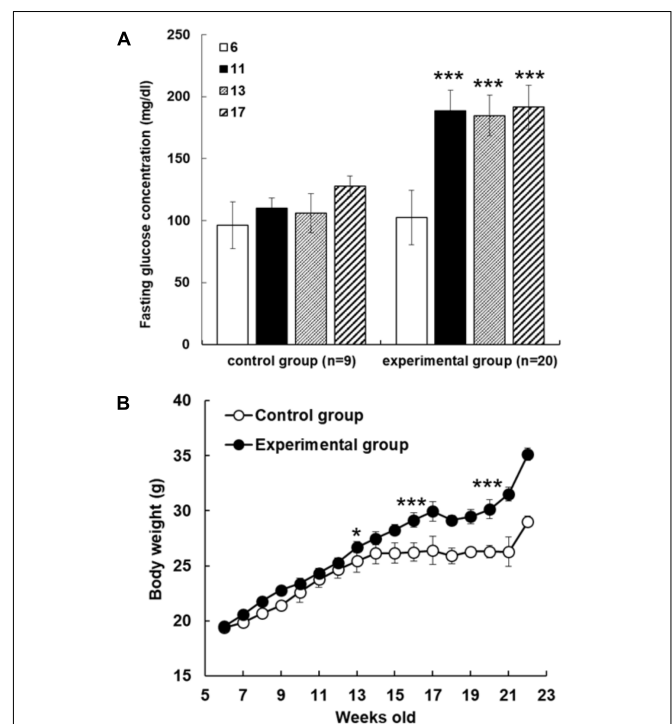 A
250
200
150
100
50
0
Fasting glucose concentration (mg/dl)
6
11
13
17
*** *** ***
control group (n=9) experimental group (n=20)
B
40
35
30
25
20
15
Body weight (g)
Control group
Experimental group
* *** ***
5 7 9 11 13 15 17 19 21 23
Weeks old